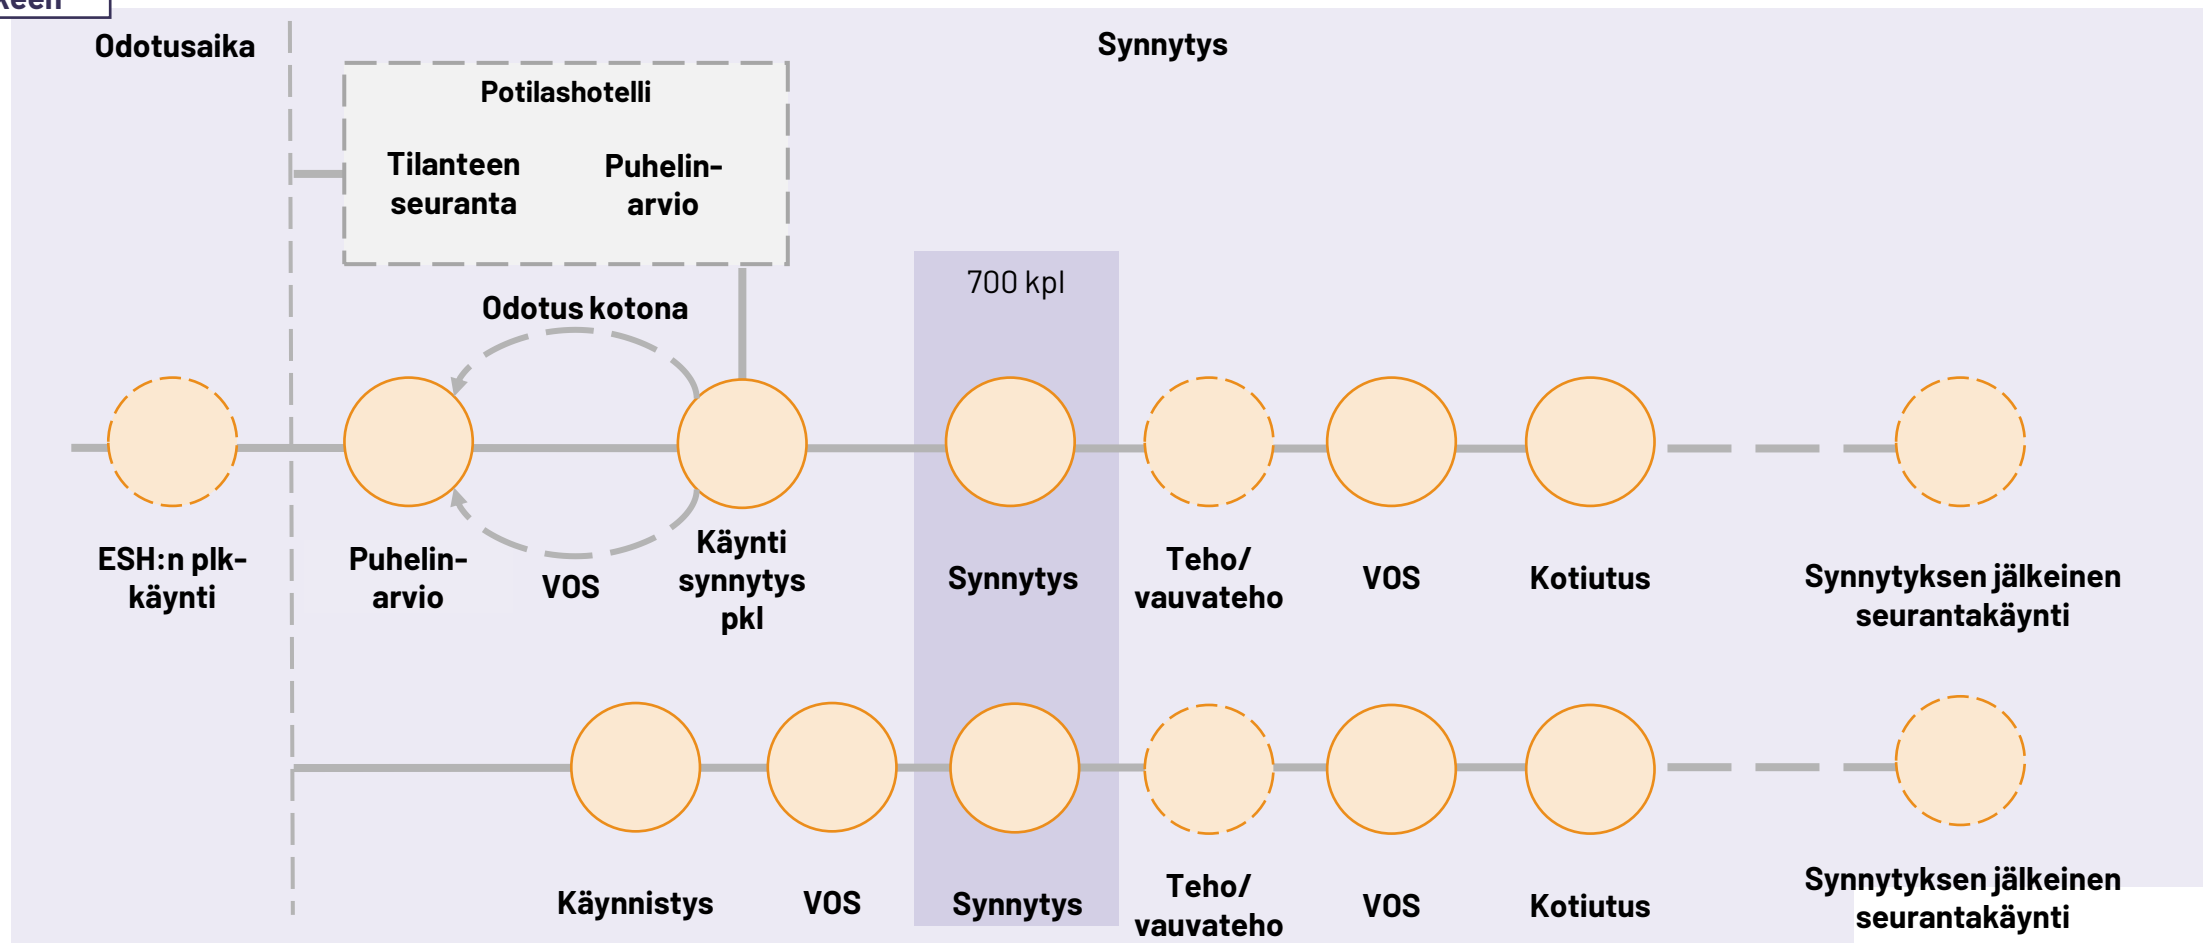 Odotusaika
Synnytys
Potilashotelli
Tilanteen
seuranta
Puhelin-
arvio
700 kpl
Odotus kotona
ESH:n plk-
käynti
Puhelin-
arvio
VOS
Käynti
synnytys
pkl
Synnytys
Teho/
vauvateho
VOS
Kotiutus
Synnytyksen jälkeinen
seurantakäynti
Käynnistys
VOS
Synnytys
Teho/
vauvateho
VOS
Kotiutus
Synnytyksen jälkeinen
seurantakäynti